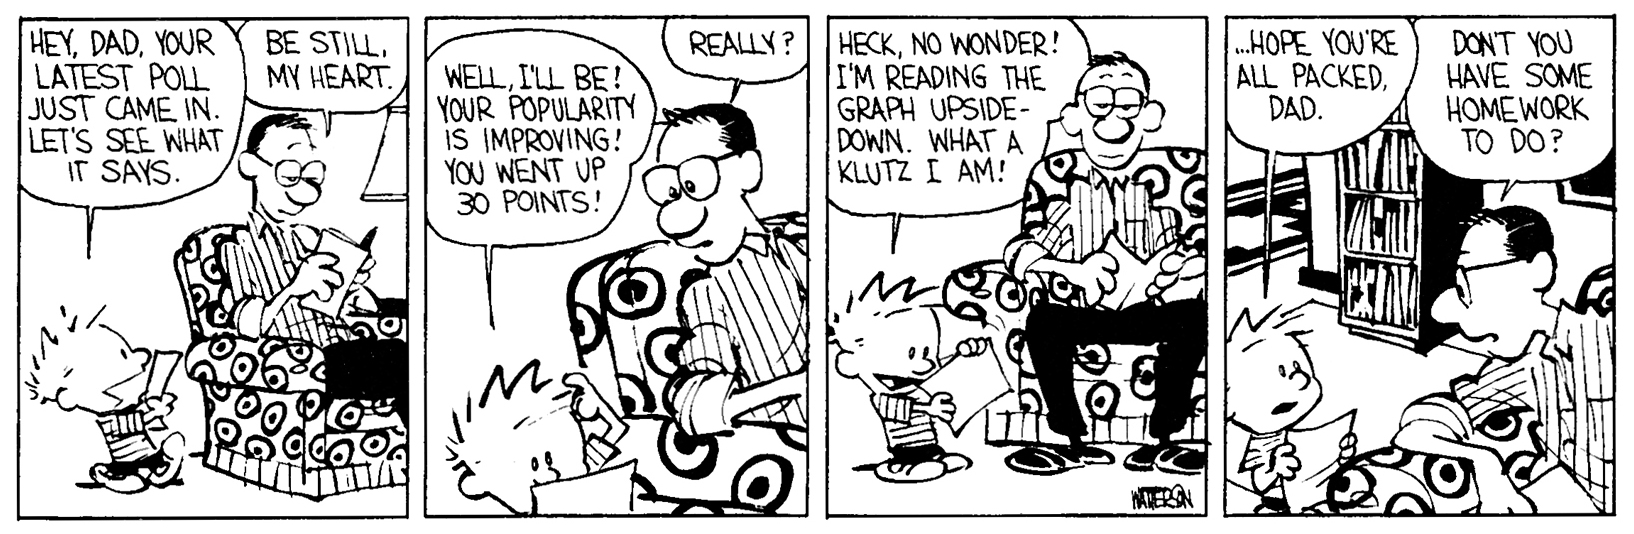 HEY, DAD, YOUR
LATEST POLL
JUST CAME IN.
LET'S SEE WHAT
IT SAYS.
BE STILL,
MY HEART.
WELL, I'LL BE!
YOUR POPULARITY
IS IMPROVING!
YOU WENT UP
30 POINTS!
REALLY?
HECK, NO WONDER!
I'M READING THE
GRAPH UPSIDE-
DOWN. WHAT A
KLUTZ I AM!
WATTERSON
...HOPE YOU'RE
ALL PACKED,
DAD.
DON'T YOU
HAVE SOME
HOMEWORK
TO DO?